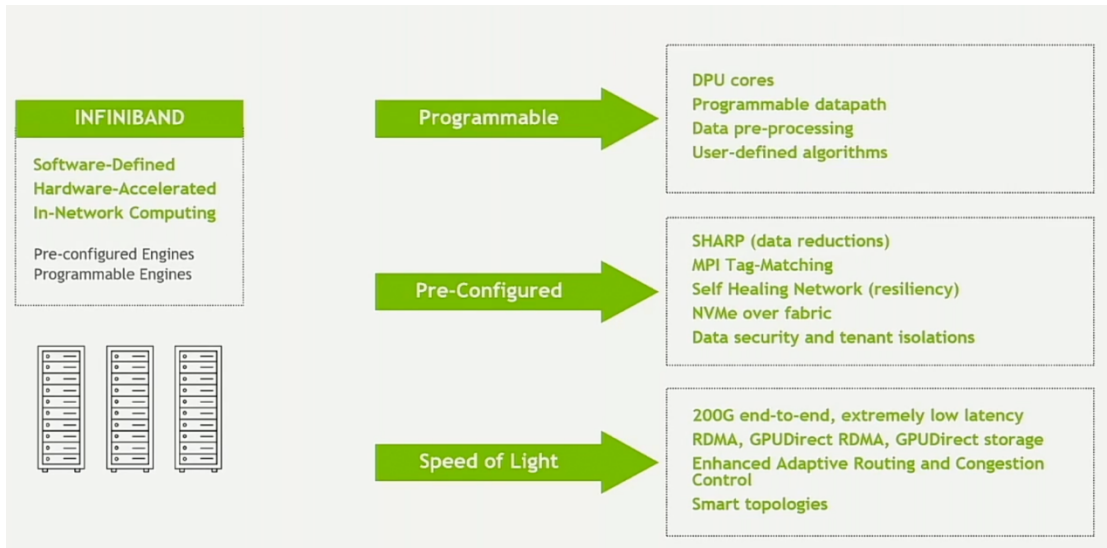 INFINIBAND
Software-Defined
Hardware-Accelerated
In-Network Computing
Pre-configured Engines
Programmable Engines
Programmable
DPU cores
Programmable datapath
Data pre-processing
User-defined algorithms
Pre-Configured
SHARP (data reductions)
MPI Tag-Matching
Self Healing Network (resiliency)
NVMe over fabric
Data security and tenant isolations
Speed of Light
200G end-to-end, extremely low latency
RDMA, GPUDirect RDMA, GPUDirect storage
Enhanced Adaptive Routing and Congestion
Control
Smart topologies